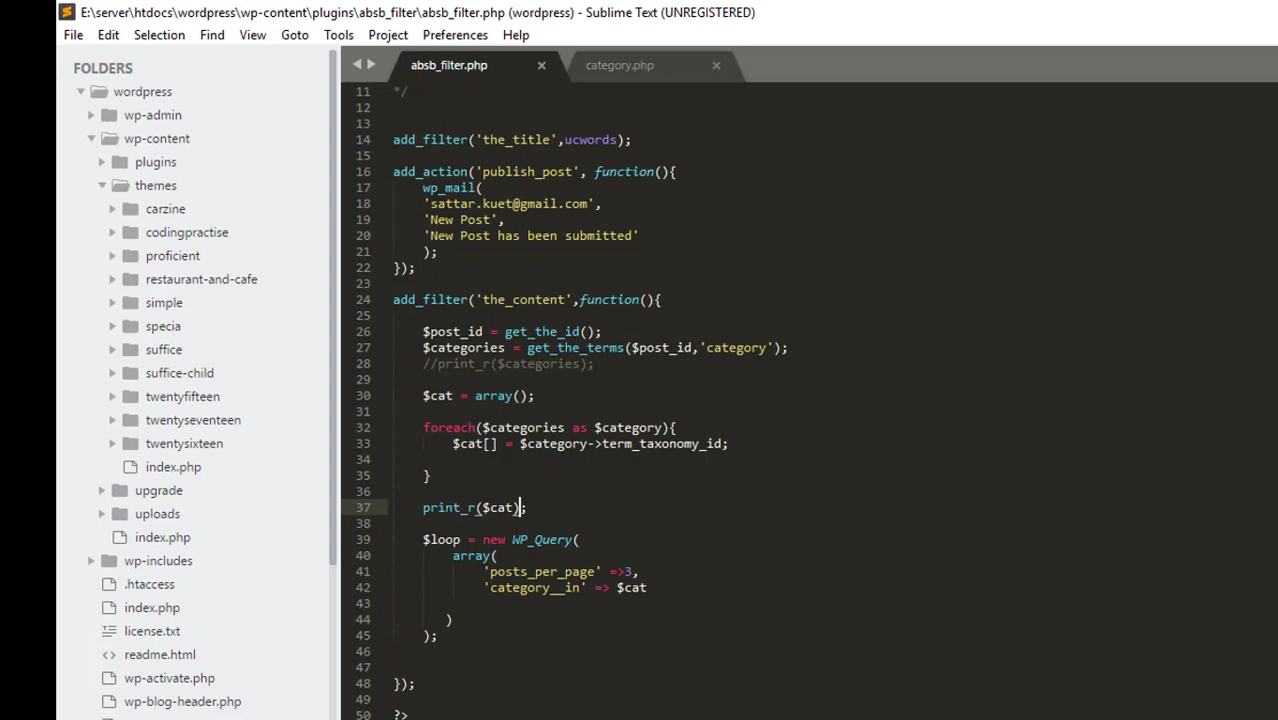 E:\server\htdocs\wordpress\wp-content\plugins\absb_filter\absb_filter.php (wordpress) - Sublime Text (UNREGISTERED)
File Edit Selection Find View Goto Tools Project Preferences Help
FOLDERS
wordpress
wp-admin
wp-content
plugins
themes
carzine
codingpractise
proficient
restaurant-and-cafe
simple
specia
suffice
suffice-child
twentyfifteen
twentyseventeen
twentysixteen
index.php
upgrade
uploads
index.php
wp-includes
.htaccess
index.php
license.txt
readme.html
wp-activate.php
wp-blog-header.php
absb_filter.php category.php
11 */
12
13
14 add_filter('the_title',ucwords);
15
16 add_action('publish_post', function(){
17 wp_mail(
18 'sattar.kuet@gmail.com',
19 'New Post',
20 'New Post has been submitted'
21 );
22 });
23
24 add_filter('the_content',function(){
25
26 $post_id = get_the_id();
27 $categories = get_the_terms($post_id,'category');
28 //print_r($categories);
29
30 $cat = array();
31
32 foreach($categories as $category){
33 $cat[] = $category->term_taxonomy_id;
34
35 }
36
37 print_r($cat);
38
39 $loop = new WP_Query(
40 array(
41 'posts_per_page' =>3,
42 'category__in' => $cat
43
44 )
45 );
46
47
48 });
49
50 ?>